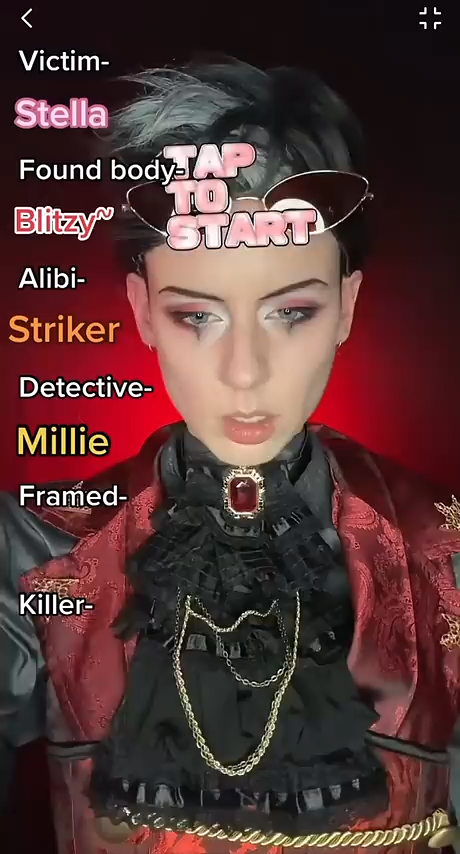 Victim-
Stella
Found body-
TAP
TO
START
Blitzy~
Alibi-
Striker
Detective-
Millie
Framed-
Killer-